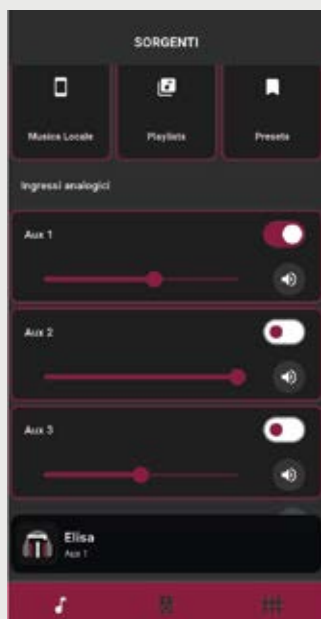 SORGENTI
Musica Locale
Playlists
Presets
Ingressi analogici
Aux 1
Aux 2
Aux 3
Elisa
Aux 1